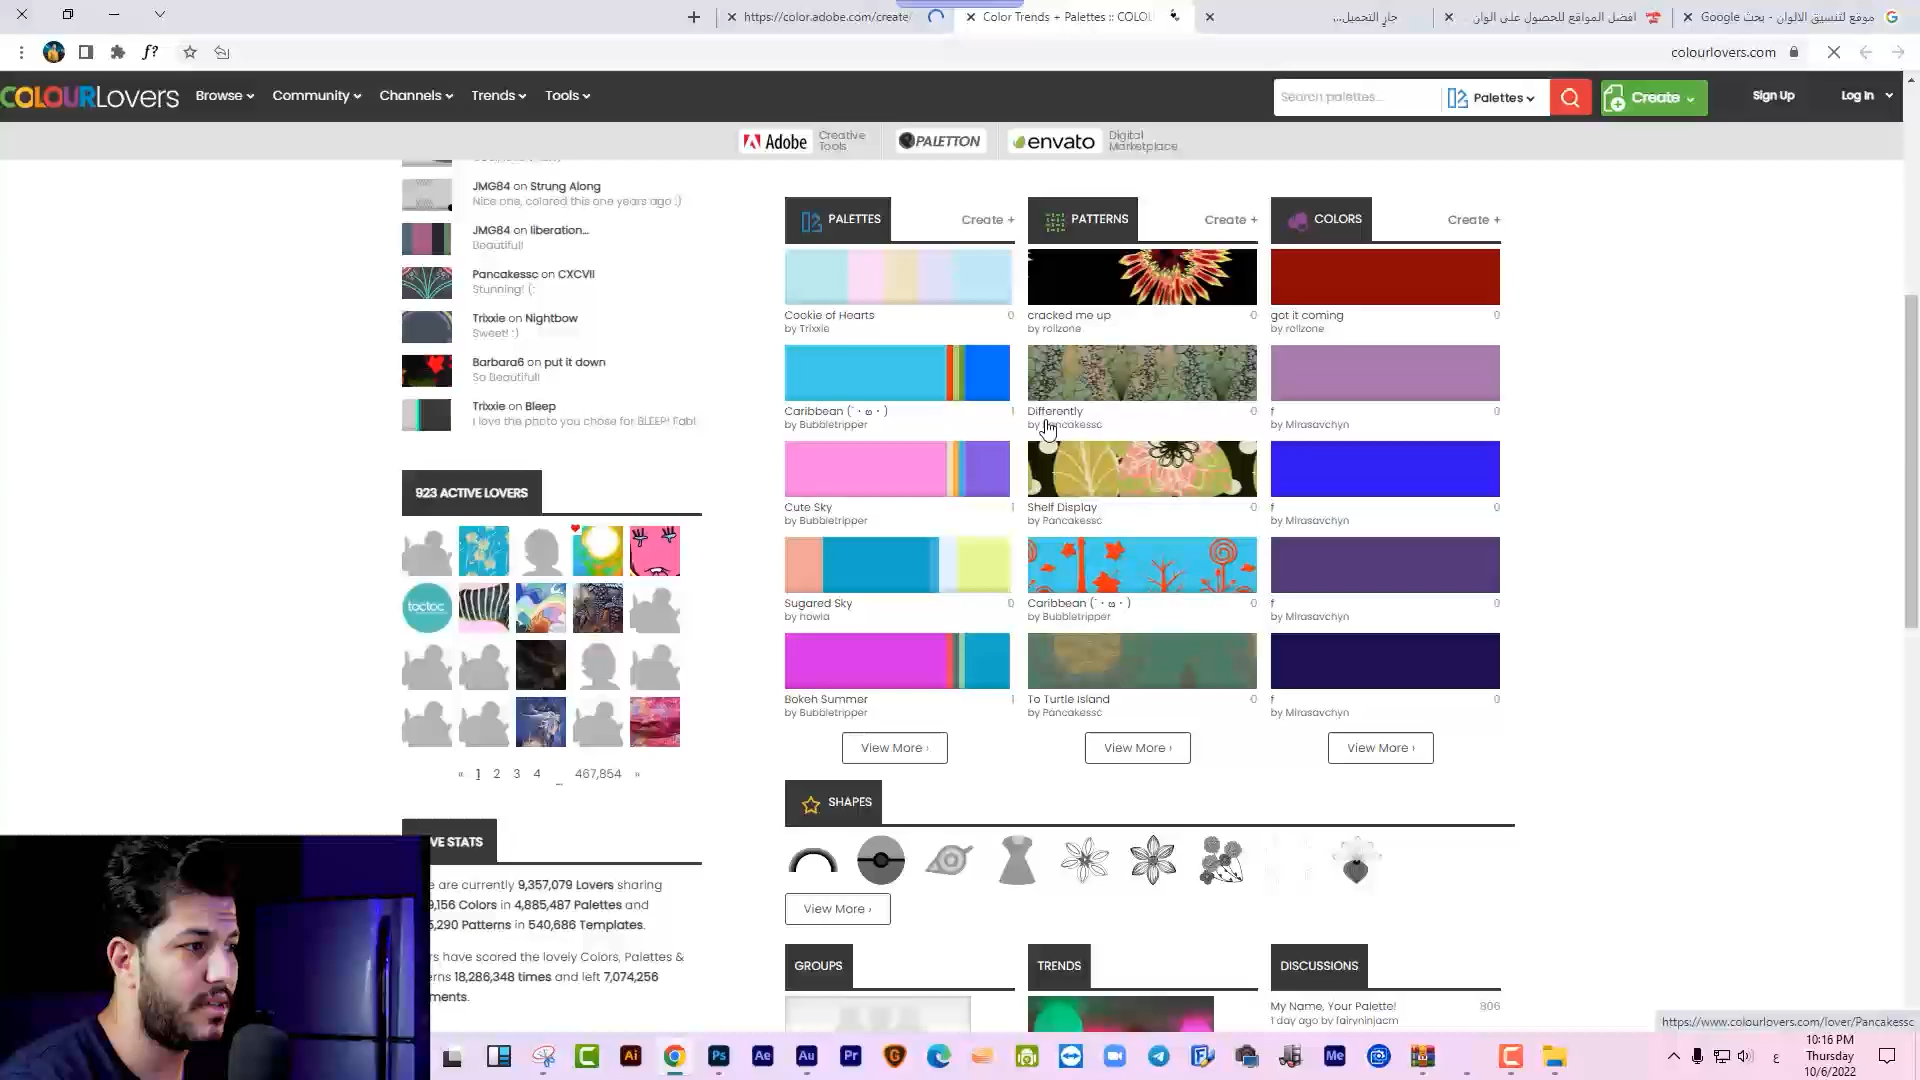 https://color.adobe.com/create/
Color Trends + Palettes :: COLOU
جارٍ التحميل...
افضل المواقع للحصول على الوان
موقع لتنسيق الالوان - بحث Google
f?
colourlovers.com
COLOURLovers
Browse
Community
Channels
Trends
Tools
Search palettes...
Palettes
Create
Sign Up
Log In
Adobe
Creative
Tools
PALETTON
envato
Digital
Marketplace
JMG84 on Strung Along
Nice one, colored this one years ago :)
JMG84 on liberation...
Beautiful!
Pancakessc on CXCVII
Stunning! (:
Trixxie on Nightbow
Sweet! :)
Barbara6 on put it down
So Beautiful!
Trixxie on Bleep
I love the photo you chose for BLEEP! Fab!
923 ACTIVE LOVERS
toctoc
« 1 2 3 4 ... 467,854 »
VE STATS
e are currently 9,357,079 Lovers sharing
9,156 Colors in 4,885,487 Palettes and
5,290 Patterns in 540,686 Templates.
rs have scored the lovely Colors, Palettes &
rns 18,286,348 times and left 7,074,256
ments.
PALETTES
Create +
Cookie of Hearts 0
by Trixxie
Caribbean 1
by Bubbletripper
Cute Sky 1
by Bubbletripper
Sugared Sky 0
by nowia
Bokeh Summer 1
by Bubbletripper
View More ›
PATTERNS
Create +
cracked me up 0
by rollzone
Differently 0
by Pancakessc
Shelf Display 0
by Pancakessc
Caribbean 0
by Bubbletripper
To Turtle Island 0
by Pancakessc
View More ›
COLORS
Create +
got it coming 0
by rollzone
f 0
by Mirasavchyn
f 0
by Mirasavchyn
f 0
by Mirasavchyn
f 0
by Mirasavchyn
View More ›
SHAPES
View More ›
GROUPS
TRENDS
DISCUSSIONS
My Name, Your Palette! 806
1 day ago by fairyninjacm
https://www.colourlovers.com/lover/Pancakessc
Ai
Ps
Ae
Au
Pr
Me
ع
10:16 PM
Thursday
10/6/2022